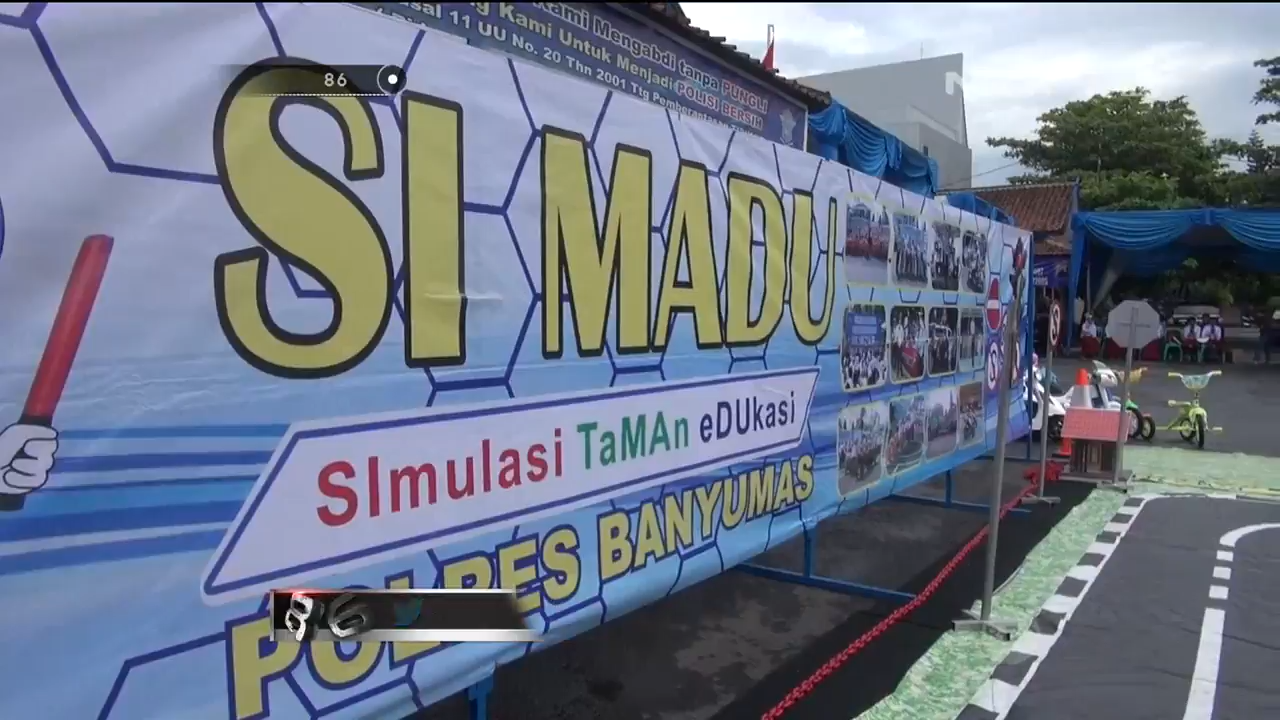 Kami Mengabdi tanpa PUNGLI
Kami Untuk Menjadi POLISI BERSIH
11 UU No. 20 Thn 2001 Ttg
86
SI MADU
SImulasi TaMAn eDUkasi
POLRES BANYUMAS
86